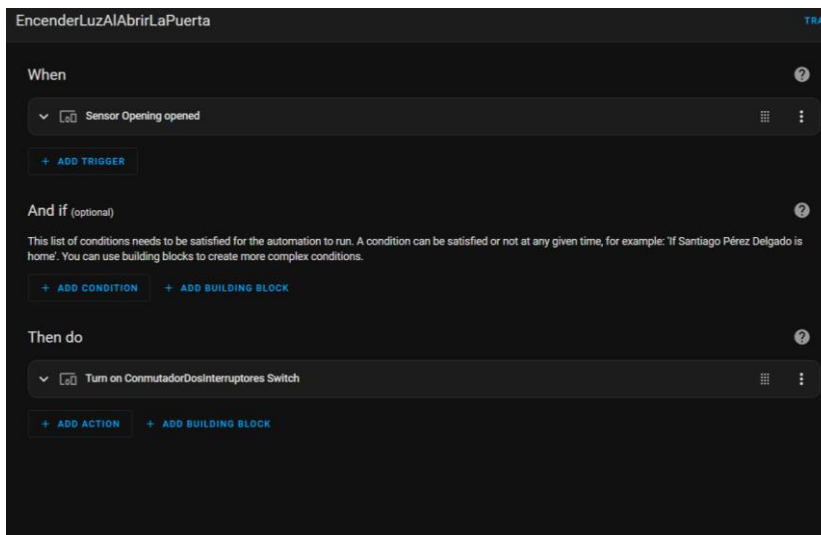 EncenderLuzAlAbrirLaPuerta
When
Sensor Opening opened
+ ADD TRIGGER
And if (optional)
This list of conditions needs to be satisfied for the automation to run. A condition can be satisfied or not at any given time, for example: 'If Santiago Pérez Delgado is
home'. You can use building blocks to create more complex conditions.
+ ADD CONDITION + ADD BUILDING BLOCK
Then do
Turn on ConmutadorDosInterruptores Switch
+ ADD ACTION + ADD BUILDING BLOCK